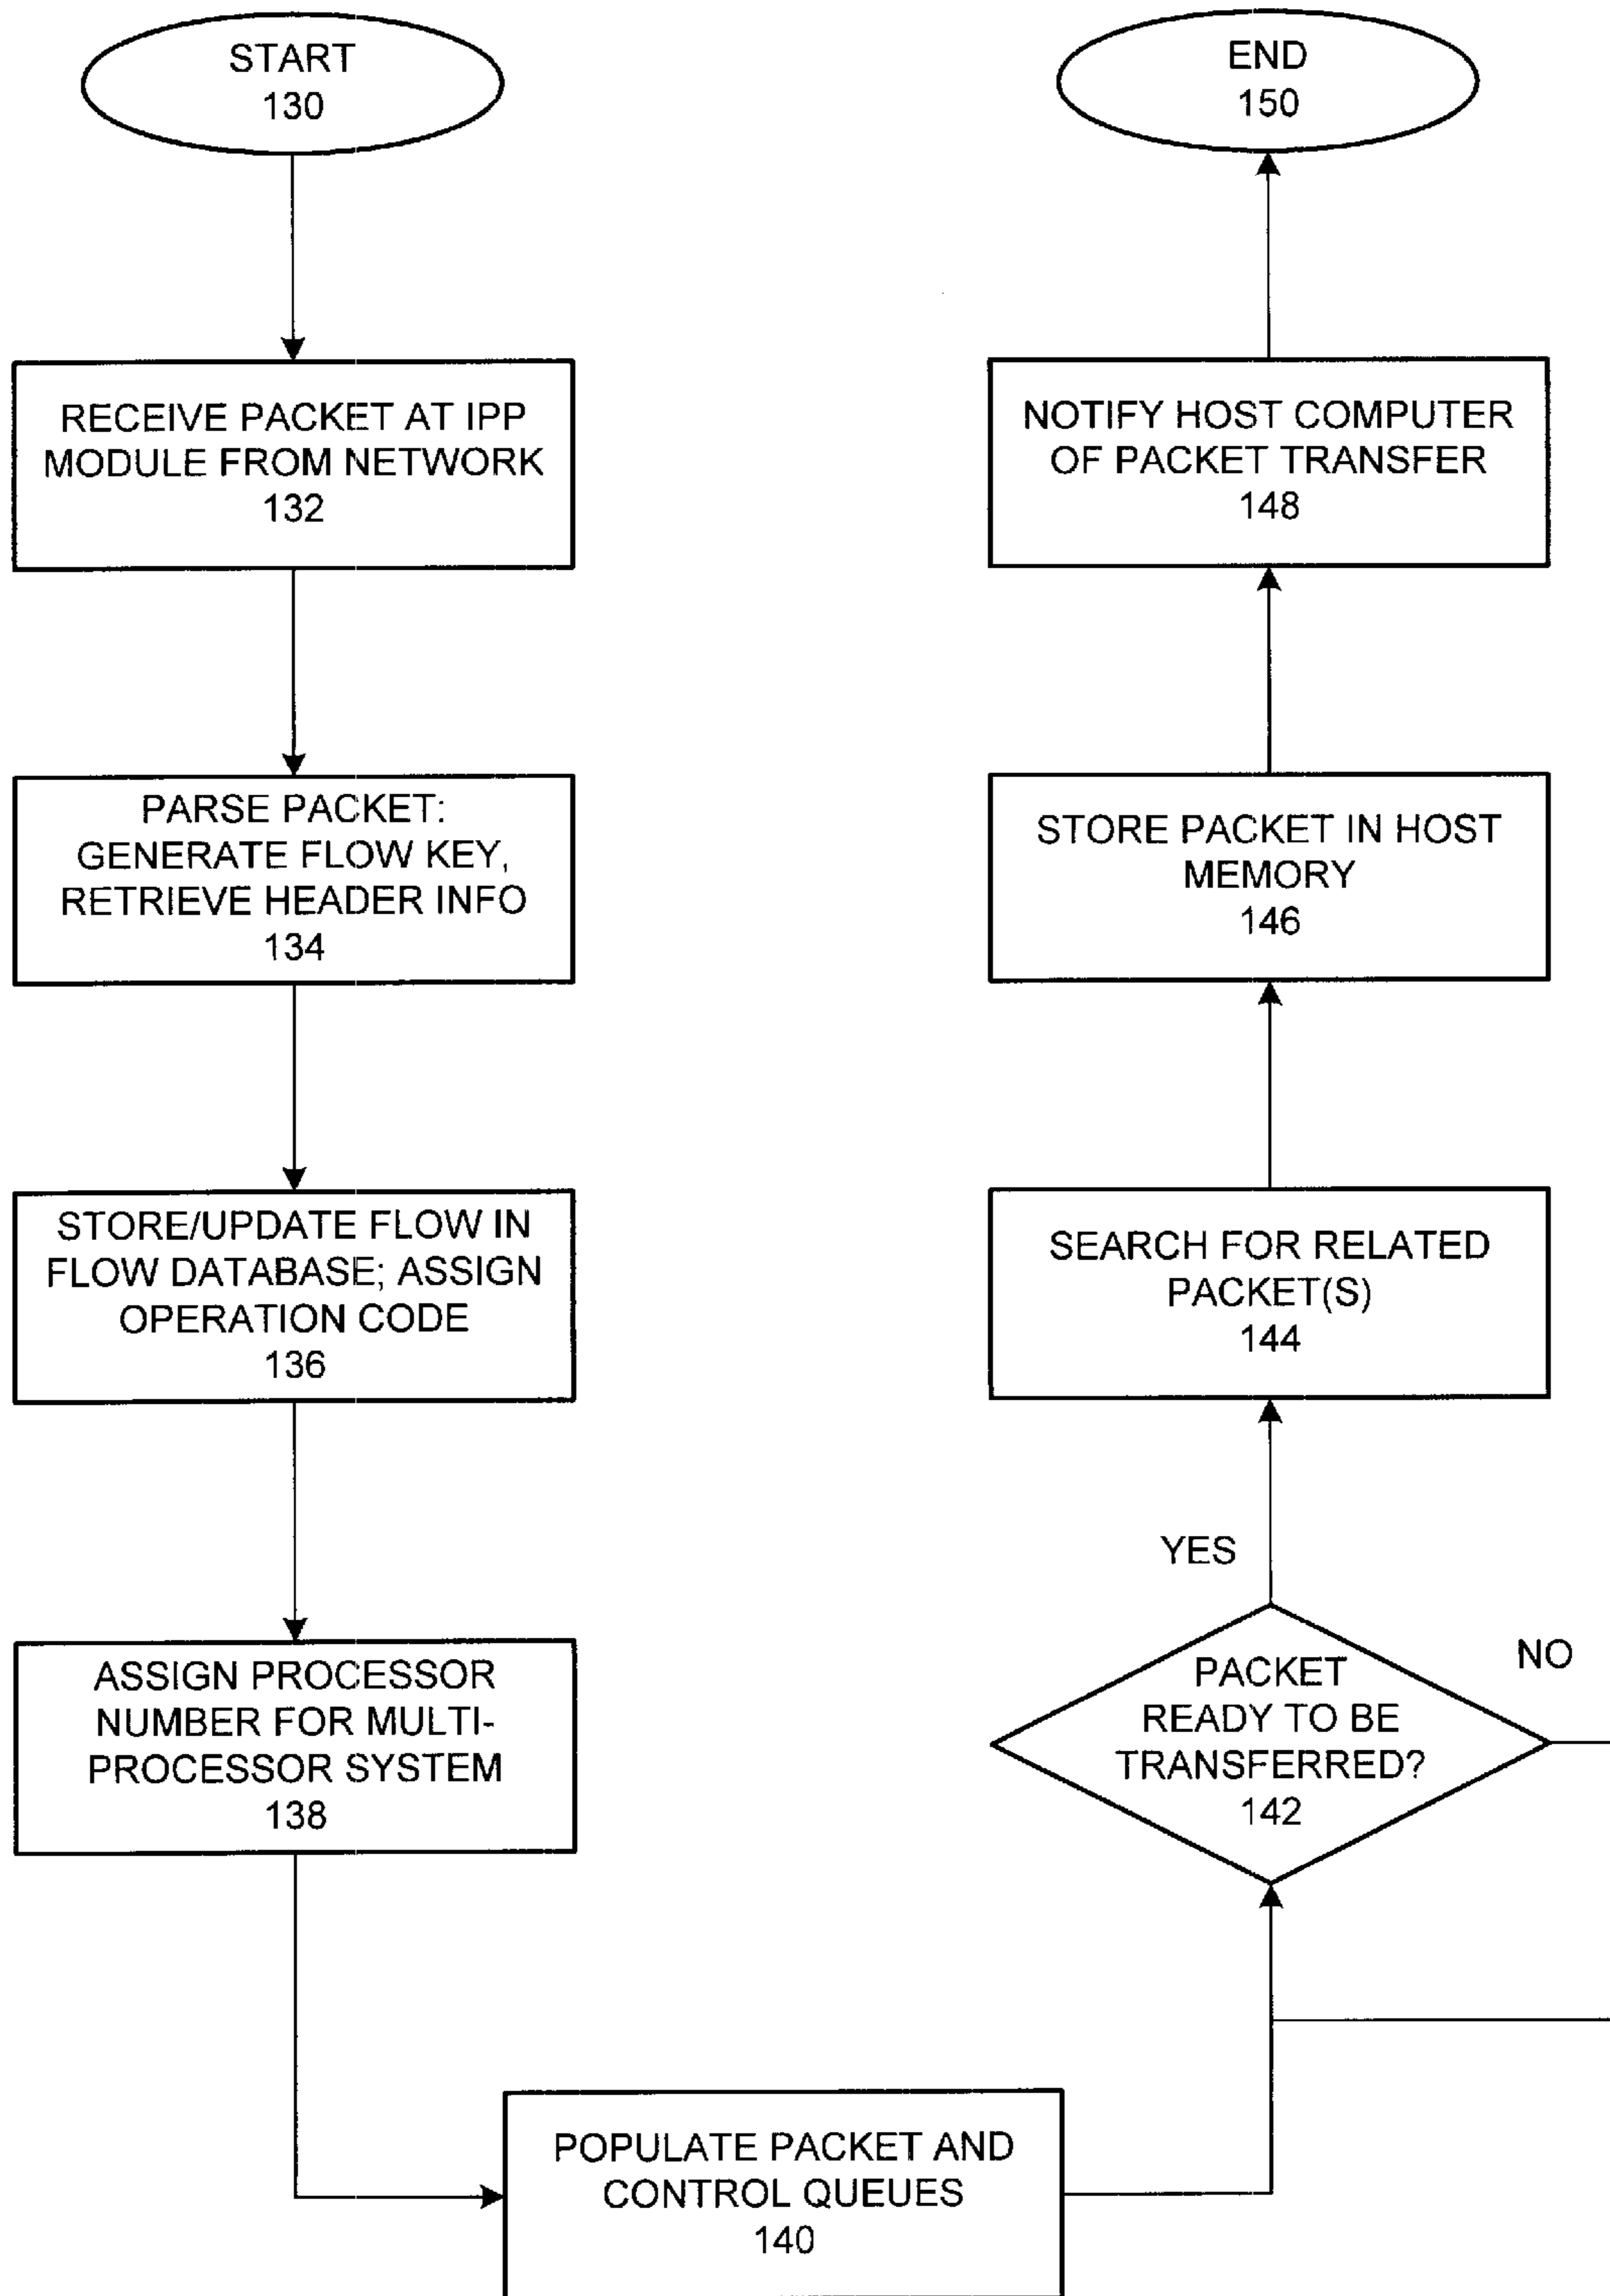 START
130
RECEIVE PACKET AT IPP
MODULE FROM NETWORK
132
PARSE PACKET:
GENERATE FLOW KEY,
RETRIEVE HEADER INFO
134
STORE/UPDATE FLOW IN
FLOW DATABASE; ASSIGN
OPERATION CODE
136
ASSIGN PROCESSOR
NUMBER FOR MULTI-
PROCESSOR SYSTEM
138
POPULATE PACKET AND
CONTROL QUEUES
140
PACKET
READY TO BE
TRANSFERRED?
142
NO
YES
SEARCH FOR RELATED
PACKET(S)
144
STORE PACKET IN HOST
MEMORY
146
NOTIFY HOST COMPUTER
OF PACKET TRANSFER
148
END
150